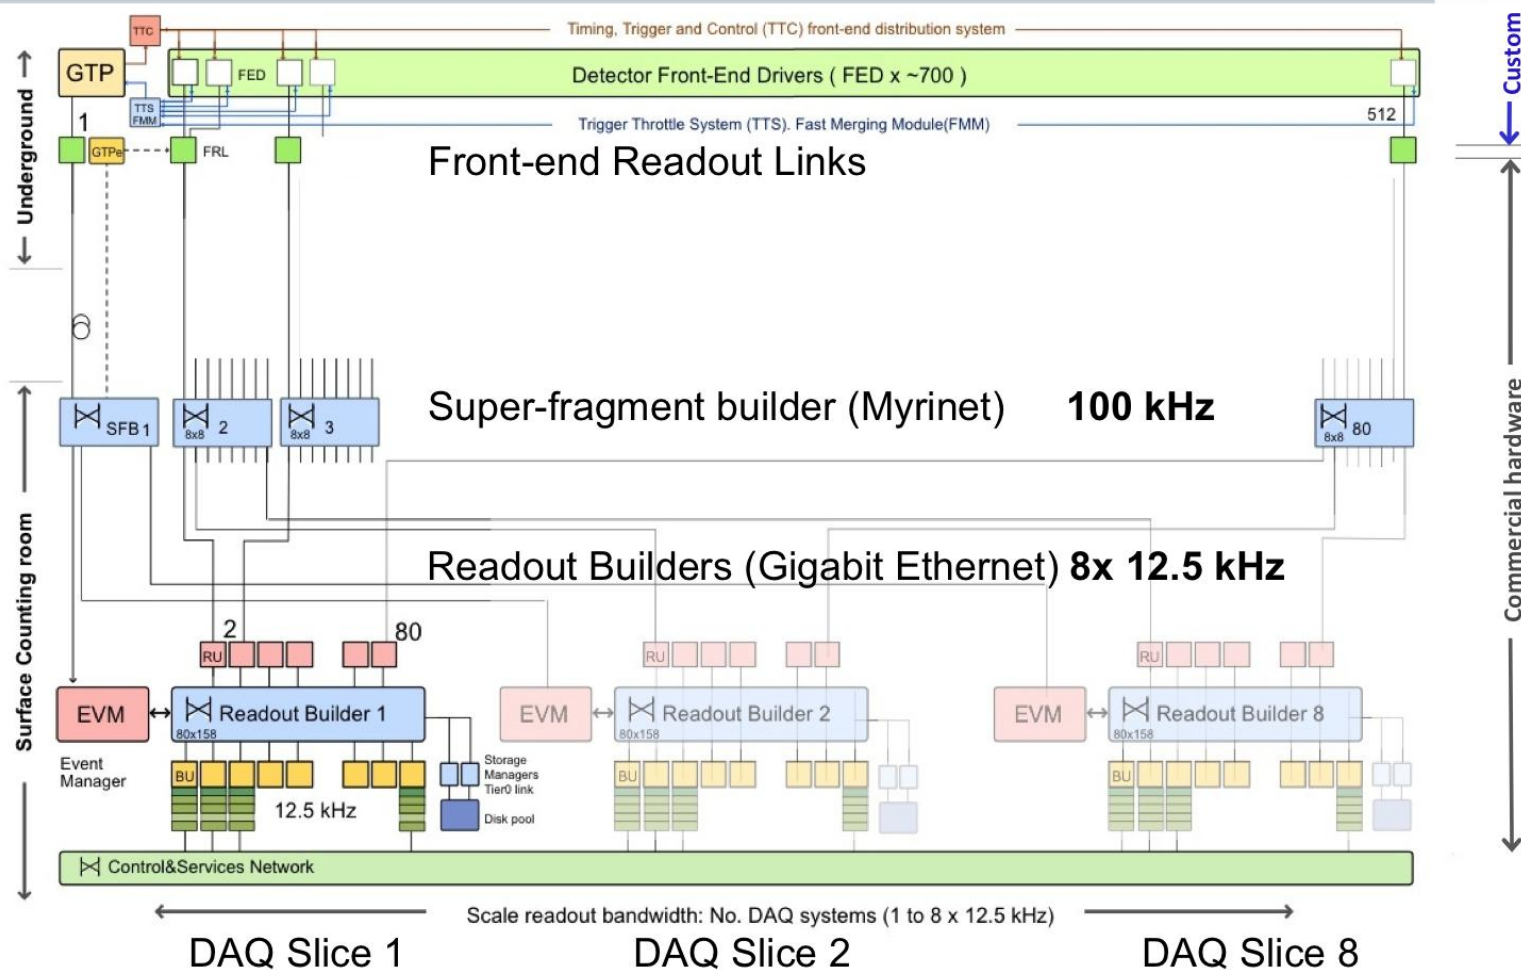 TTC
Timing, Trigger and Control (TTC) front-end distribution system
Custom
GTP
FED
Detector Front-End Drivers ( FED x ~700 )
TTS
FMM
1
512
Trigger Throttle System (TTS). Fast Merging Module(FMM)
GTPe
FRL
Front-end Readout Links
Underground
SFB 1
8x8
2
8x8
3
Super-fragment builder (Myrinet)
100 kHz
8x8
80
Commercial hardware
Surface Counting room
Readout Builders (Gigabit Ethernet) 8x 12.5 kHz
2
80
RU
RU
RU
EVM
Readout Builder 1
80x158
EVM
Readout Builder 2
80x158
EVM
Readout Builder 8
80x158
Event
Manager
BU
12.5 kHz
Storage
Managers
Tier0 link
Disk pool
BU
BU
Control&Services Network
Scale readout bandwidth: No. DAQ systems (1 to 8 x 12.5 kHz)
DAQ Slice 1
DAQ Slice 2
DAQ Slice 8